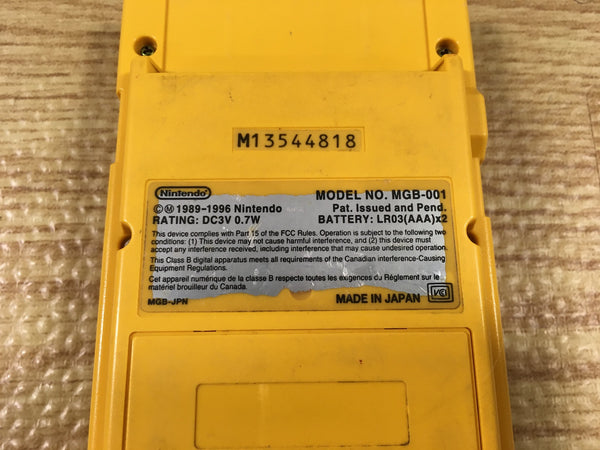 M13544818
Nintendo
MODEL NO. MGB-001
©Ⓜ 1989-1996 Nintendo
Pat. Issued and Pend.
RATING: DC3V 0.7W
BATTERY: LR03(AAA)x2
This device complies with Part 15 of the FCC Rules. Operation is subject to the following two
conditions: (1) This device may not cause harmful interference, and (2) this device must
accept any interference received, including interference that may cause undesired operation.
This Class B digital apparatus meets all requirements of the Canadian interference-Causing
Equipment Regulations.
Cet appareil numérique de la classe B respecte toutes les exigences du Règlement sur le
matériel brouilleur du Canada.
MGB-JPN
MADE IN JAPAN
VCI